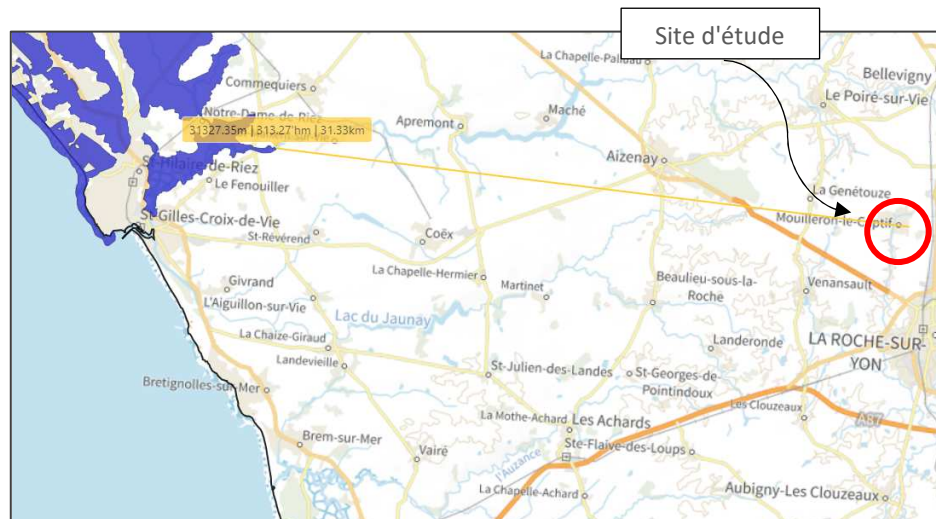 Site d'étude
La Chapelle-Palluau
Bellevigny
Commequiers
Le Poiré-sur-Vie
Notre-Dame-de-Riez
Maché
Apremont
31327.35m | 313.27'hm | 31.33km
Aizenay
St-Hilaire-de-Riez
Le Fenouiller
La Genétouze
Mouilleron-le-Captif
St-Gilles-Croix-de-Vie
St-Révérend
Coëx
La Chapelle-Hermier
Beaulieu-sous-la-
Roche
Givrand
Martinet
Venansault
L'Aiguillon-sur-Vie
Lac du Jaunay
La Chaize-Giraud
Landeronde
LA ROCHE-SUR-
YON
Landevieille
St-Julien-des-Landes
St-Georges-de-
Pointindoux
Bretignolles-sur-Mer
Les Clouzeaux
La Mothe-Achard
Les Achards
A87
Brem-sur-Mer
Ste-Flaive-des-Loups
Vairé
l'Auzance
La Chapelle-Achard
Aubigny-Les Clouzeaux